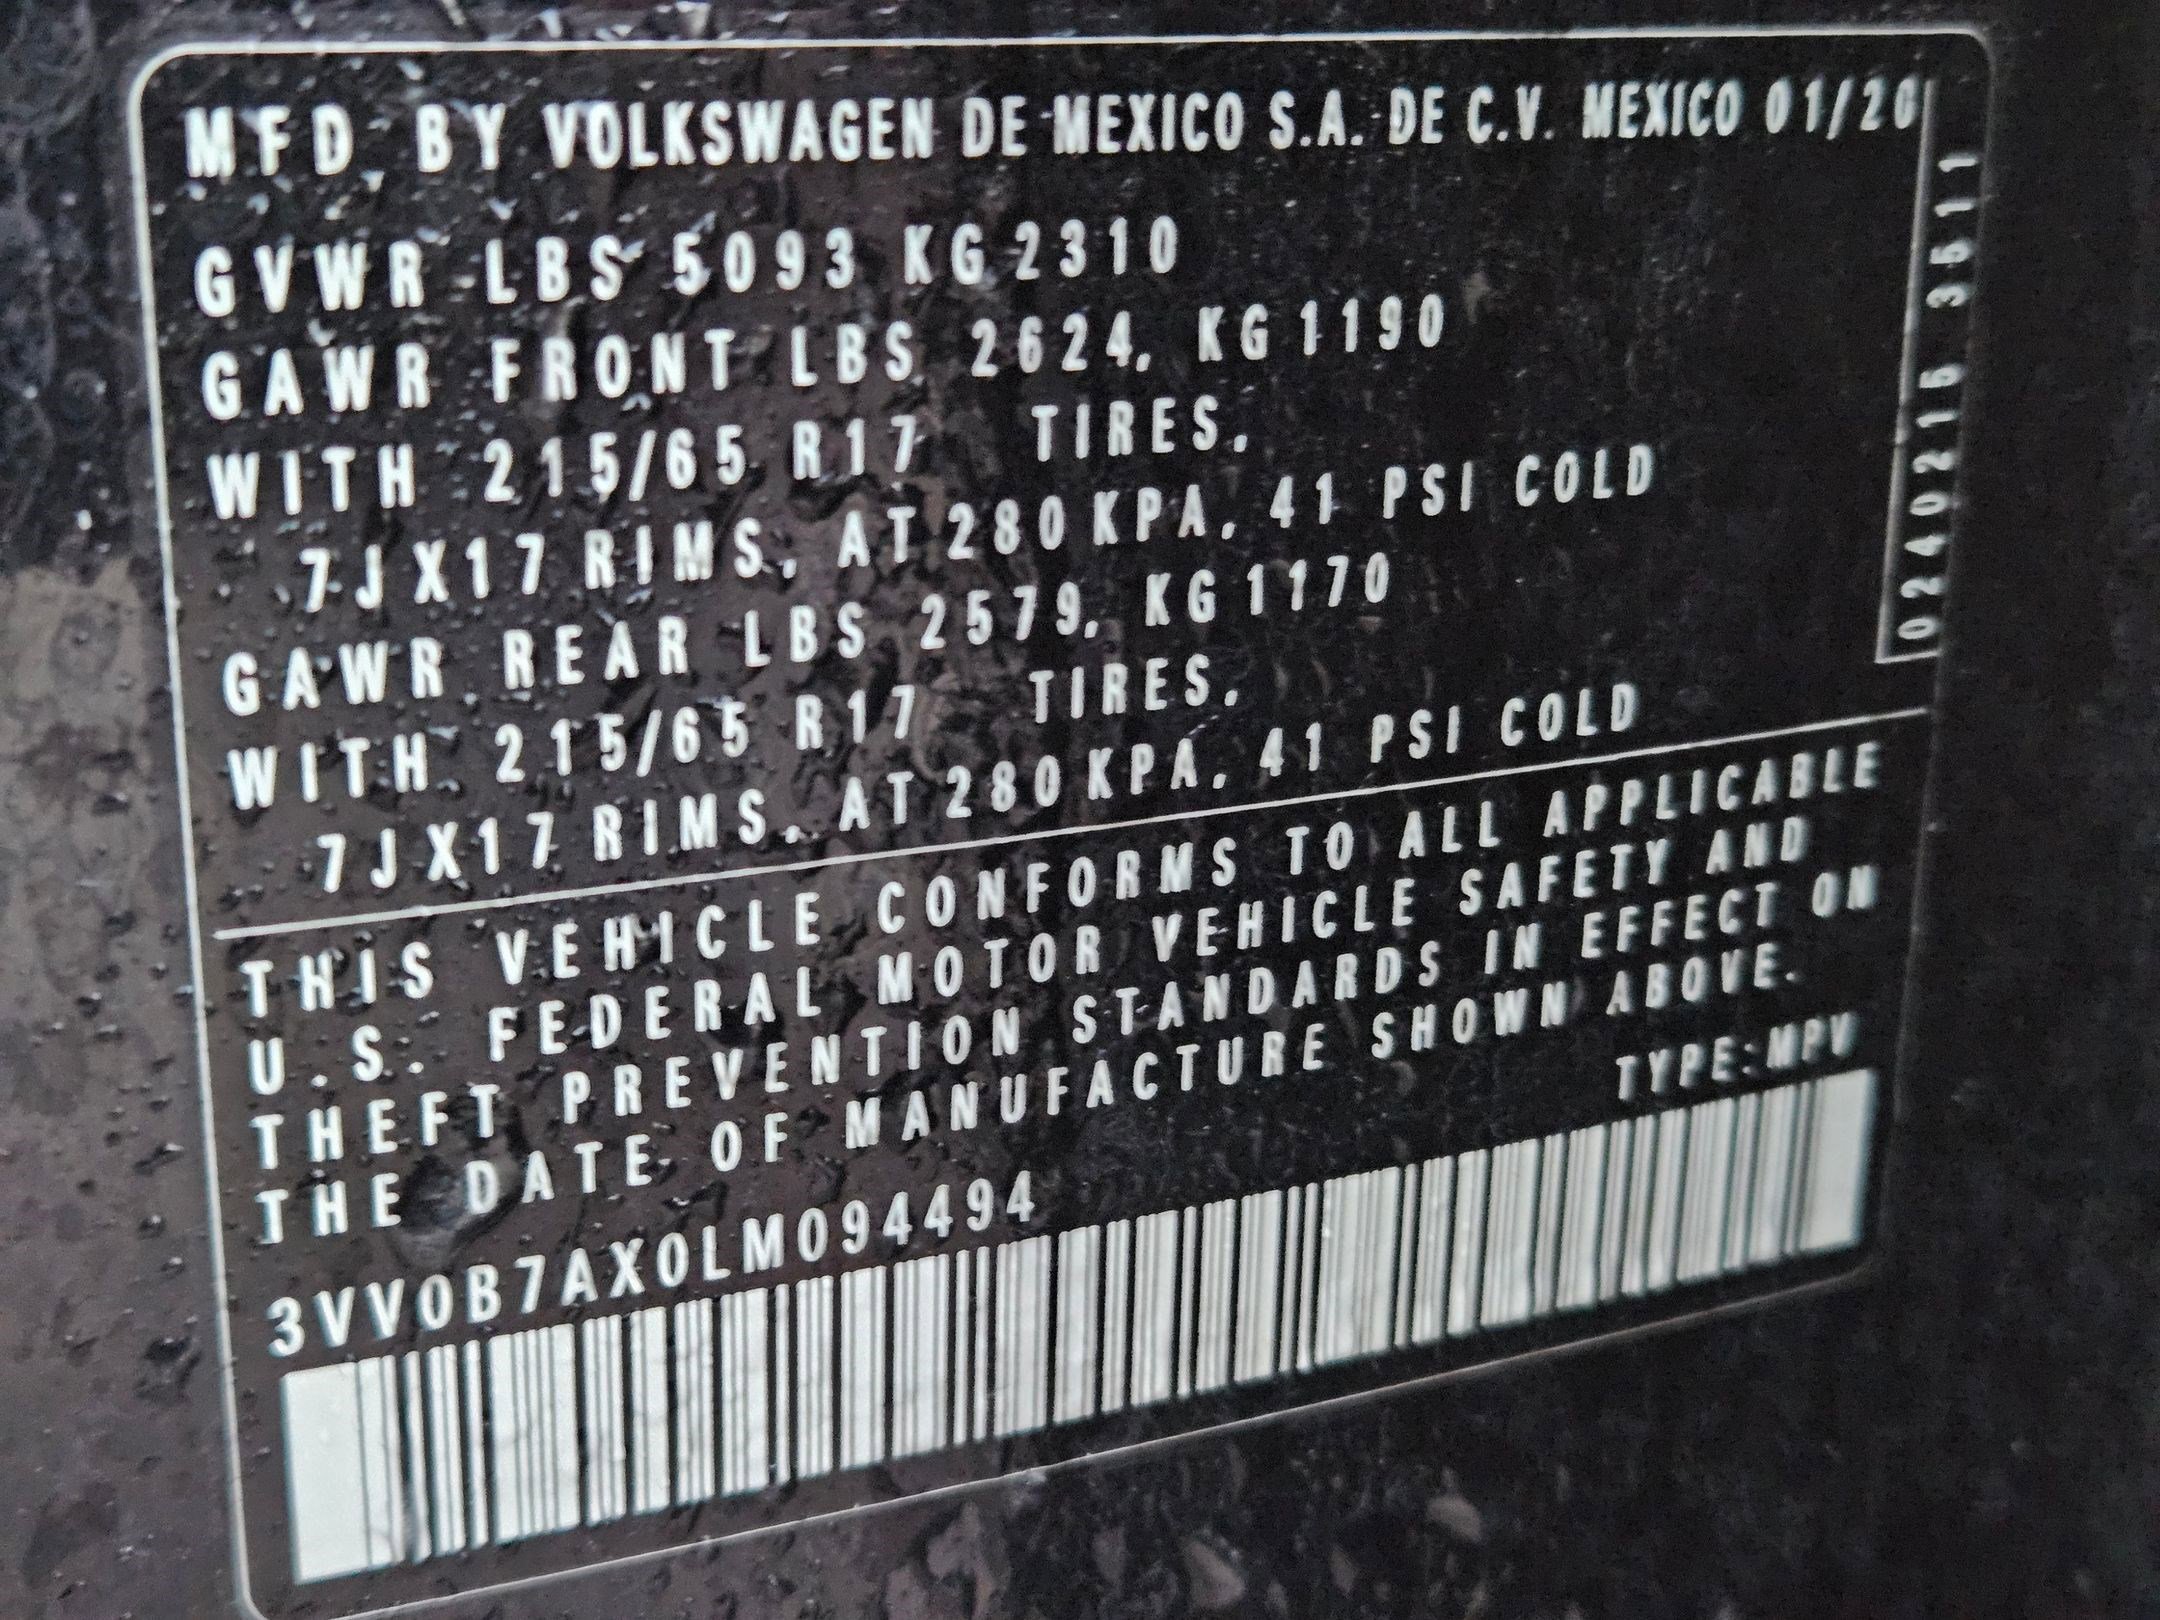 MFD. BY VOLKSWAGEN DE MEXICO S.A. DE C.V. MEXICO 01/20
GVWR LBS 5093 KG 2310
GAWR FRONT LBS 2624, KG 1190
WITH 215/65 R17 TIRES,
7JX17 RIMS, AT 280 KPA, 41 PSI COLD
GAWR REAR LBS 2579, KG 1170
WITH 215/65 R17 TIRES,
7JX17 RIMS, AT 280 KPA, 41 PSI COLD
0240216 3511
THIS VEHICLE CONFORMS TO ALL APPLICABLE
U.S. FEDERAL MOTOR VEHICLE SAFETY AND
THEFT PREVENTION STANDARDS IN EFFECT ON
THE DATE OF MANUFACTURE SHOWN ABOVE.
TYPE:MPV
3VV0B7AX0LM094494